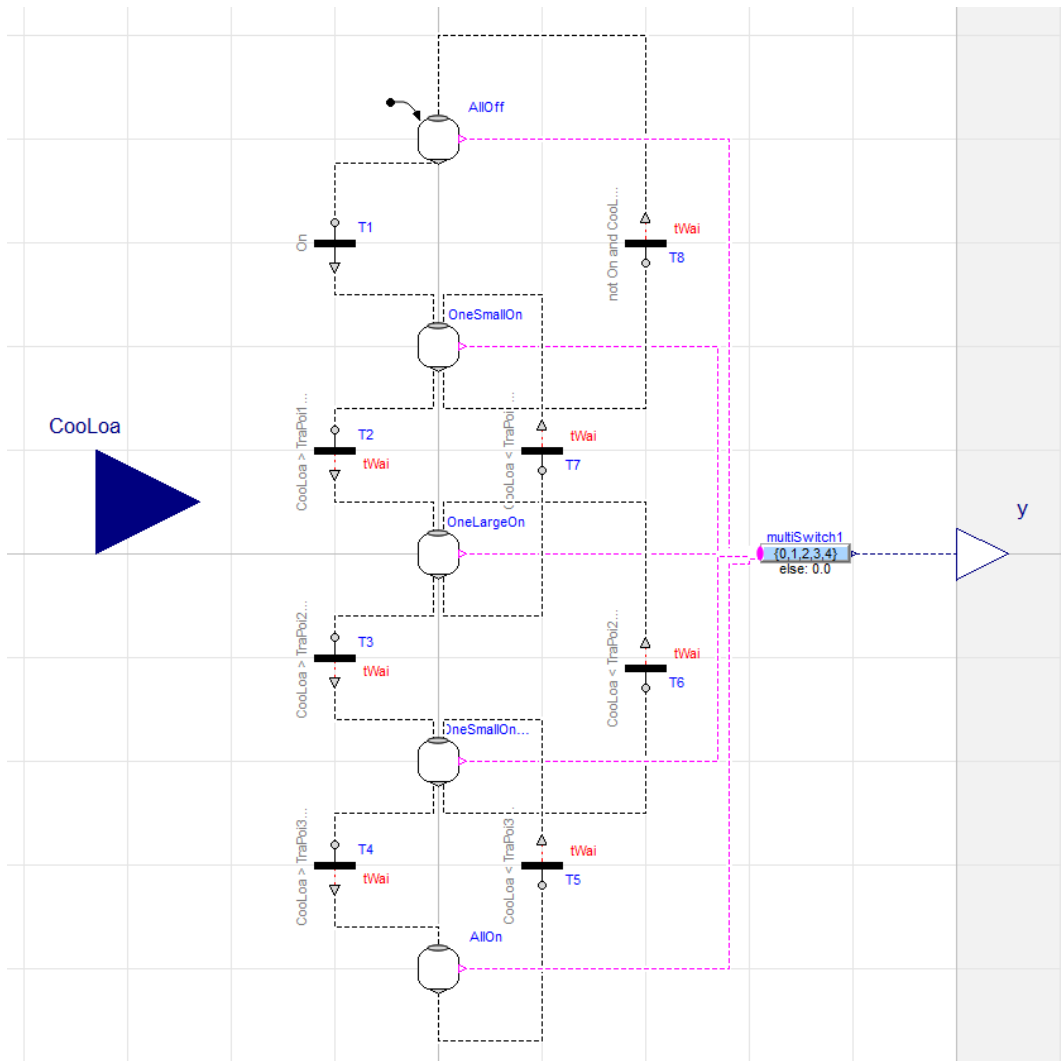 AllOff
On
T1
not On and CooL...
tWai
T8
OneSmallOn
CooLoa
CooLoa > TraPoi1...
T2
tWai
CooLoa < TraPoi...
tWai
T7
OneLargeOn
y
multiSwitch1
{0,1,2,3,4}
else: 0.0
CooLoa > TraPoi2...
T3
tWai
CooLoa < TraPoi2...
tWai
T6
OneSmallOn...
CooLoa > TraPoi3...
T4
tWai
CooLoa < TraPoi3
tWai
T5
AllOn